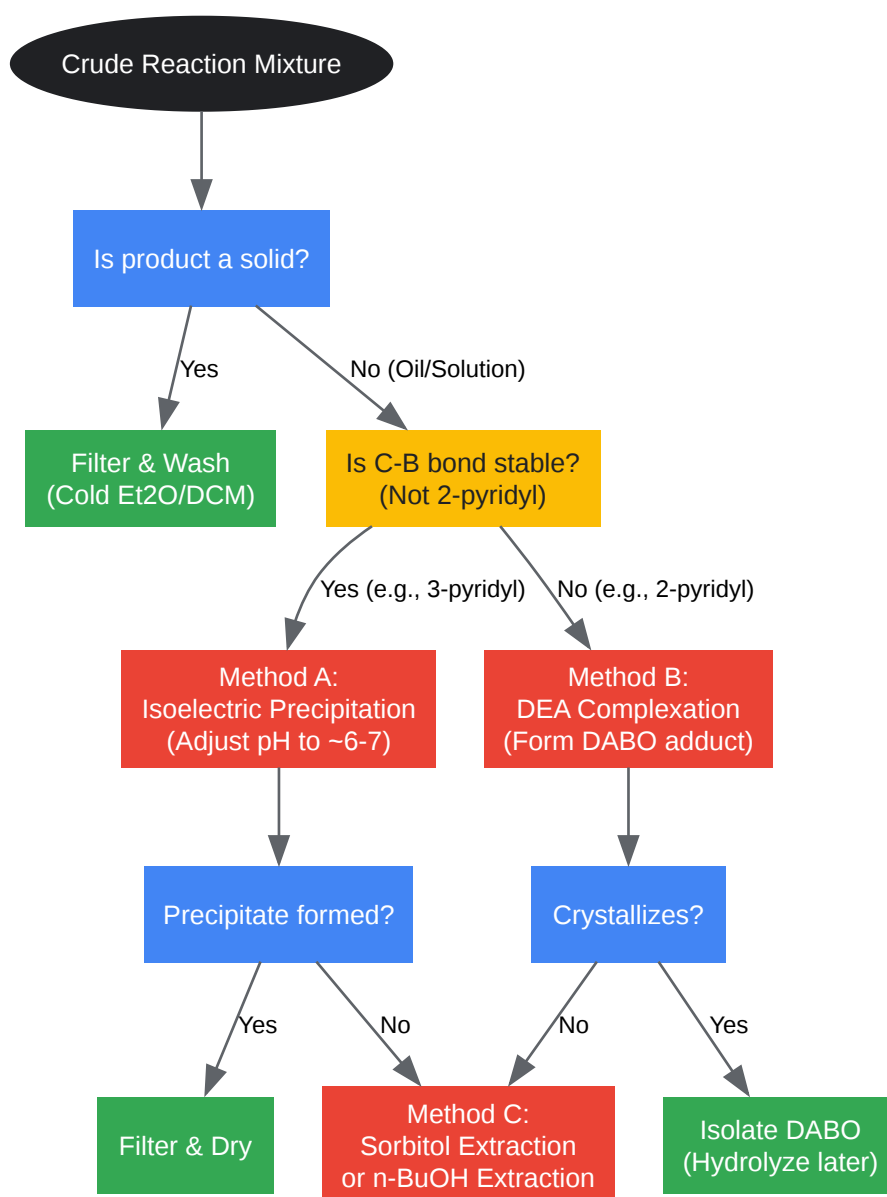 Crude Reaction Mixture
Is product a solid?
Yes
No (Oil/Solution)
Filter & Wash
(Cold Et2O/DCM)
Is C-B bond stable?
(Not 2-pyridyl)
Yes (e.g., 3-pyridyl)
No (e.g., 2-pyridyl)
Method A:
Isoelectric Precipitation
(Adjust pH to ~6-7)
Method B:
DEA Complexation
(Form DABO adduct)
Precipitate formed?
Crystallizes?
Yes
No
No
Yes
Filter & Dry
Method C:
Sorbitol Extraction
or n-BuOH Extraction
Isolate DABO
(Hydrolyze later)